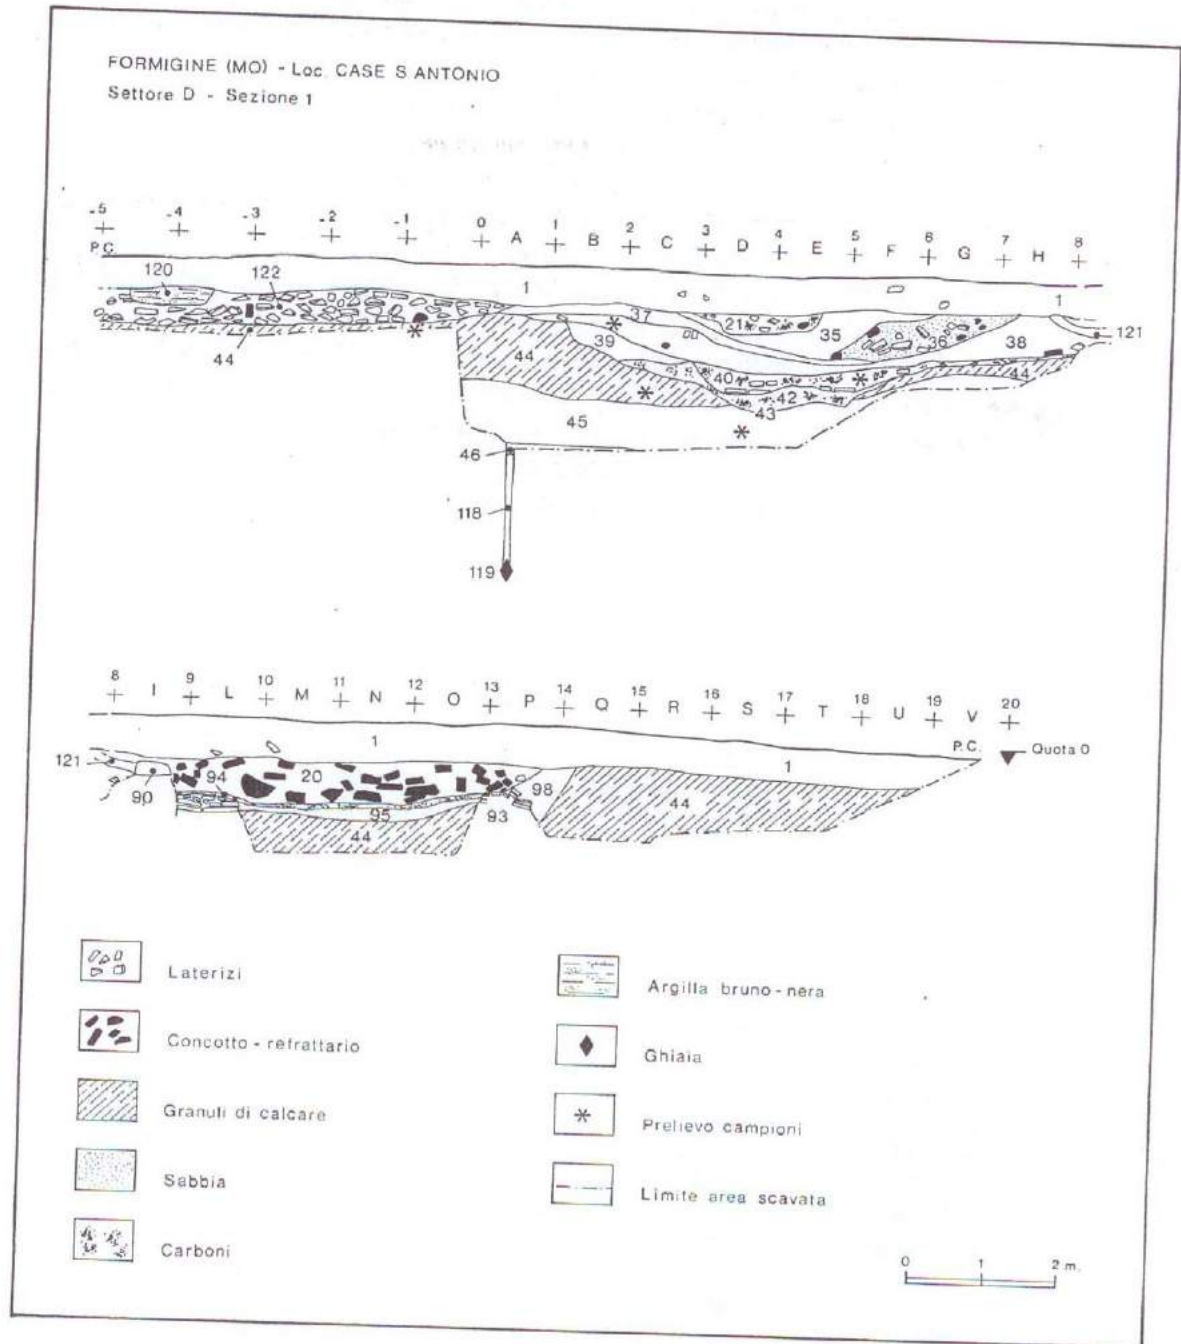 FORMIGINE (MO) - Loc. CASE S ANTONIO
Settore D - Sezione 1
-5 -4 -3 -2 -1 0 A 1 B 2 C 3 D 4 E 5 F 6 G 7 H 8
P.C.
120 122 1 1
37 21 35 36 38 121
44 44 39 40 42 43 44
45
46
118
119
8 I 9 L 10 M 11 N 12 O 13 P 14 Q 15 R 16 S 17 T 18 U 19 V 20
1 1 P.C. Quota 0
121 94 20 98 44
90 95 93
44
Laterizi
Concotto - refrattario
Granuli di calcare
Sabbia
Carboni
Argilla bruno - nera
Ghiaia
Prelievo campioni
Limite area scavata
0 1 2 m.